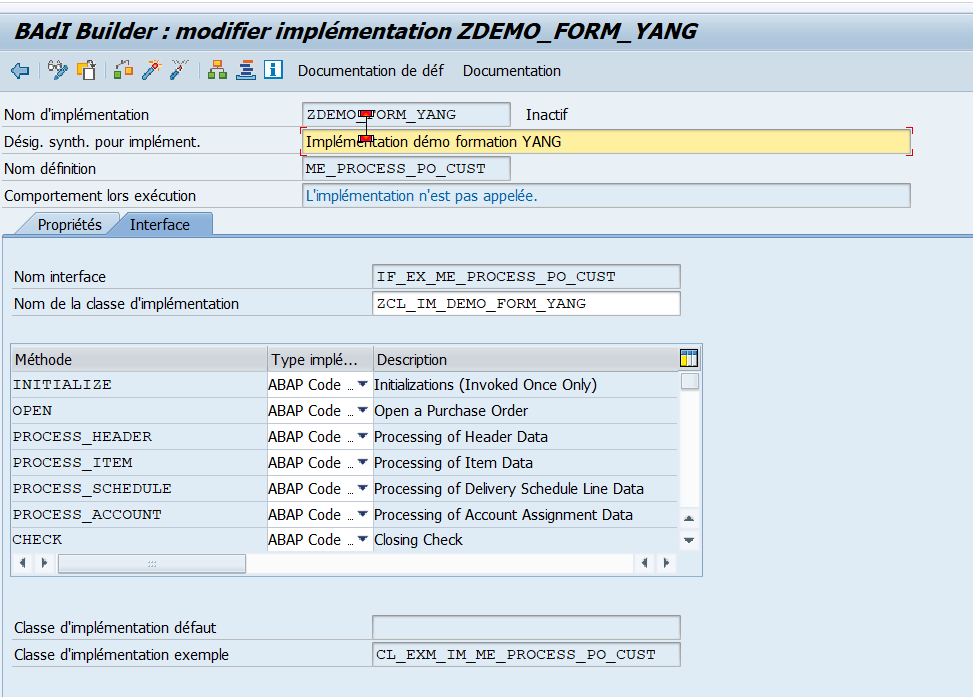 BAdI Builder : modifier implémentation ZDEMO_FORM_YANG
Documentation de déf Documentation
Nom d'implémentation ZDEMO_FORM_YANG Inactif
Désig. synth. pour implément. Implémentation démo formation YANG
Nom définition ME_PROCESS_PO_CUST
Comportement lors exécution L'implémentation n'est pas appelée.
Propriétés Interface
Nom interface IF_EX_ME_PROCESS_PO_CUST
Nom de la classe d'implémentation ZCL_IM_DEMO_FORM_YANG
Méthode Type implé... Description
INITIALIZE ABAP Code ... Initializations (Invoked Once Only)
OPEN ABAP Code ... Open a Purchase Order
PROCESS_HEADER ABAP Code ... Processing of Header Data
PROCESS_ITEM ABAP Code ... Processing of Item Data
PROCESS_SCHEDULE ABAP Code ... Processing of Delivery Schedule Line Data
PROCESS_ACCOUNT ABAP Code ... Processing of Account Assignment Data
CHECK ABAP Code ... Closing Check
Classe d'implémentation défaut
Classe d'implémentation exemple CL_EXM_IM_ME_PROCESS_PO_CUST